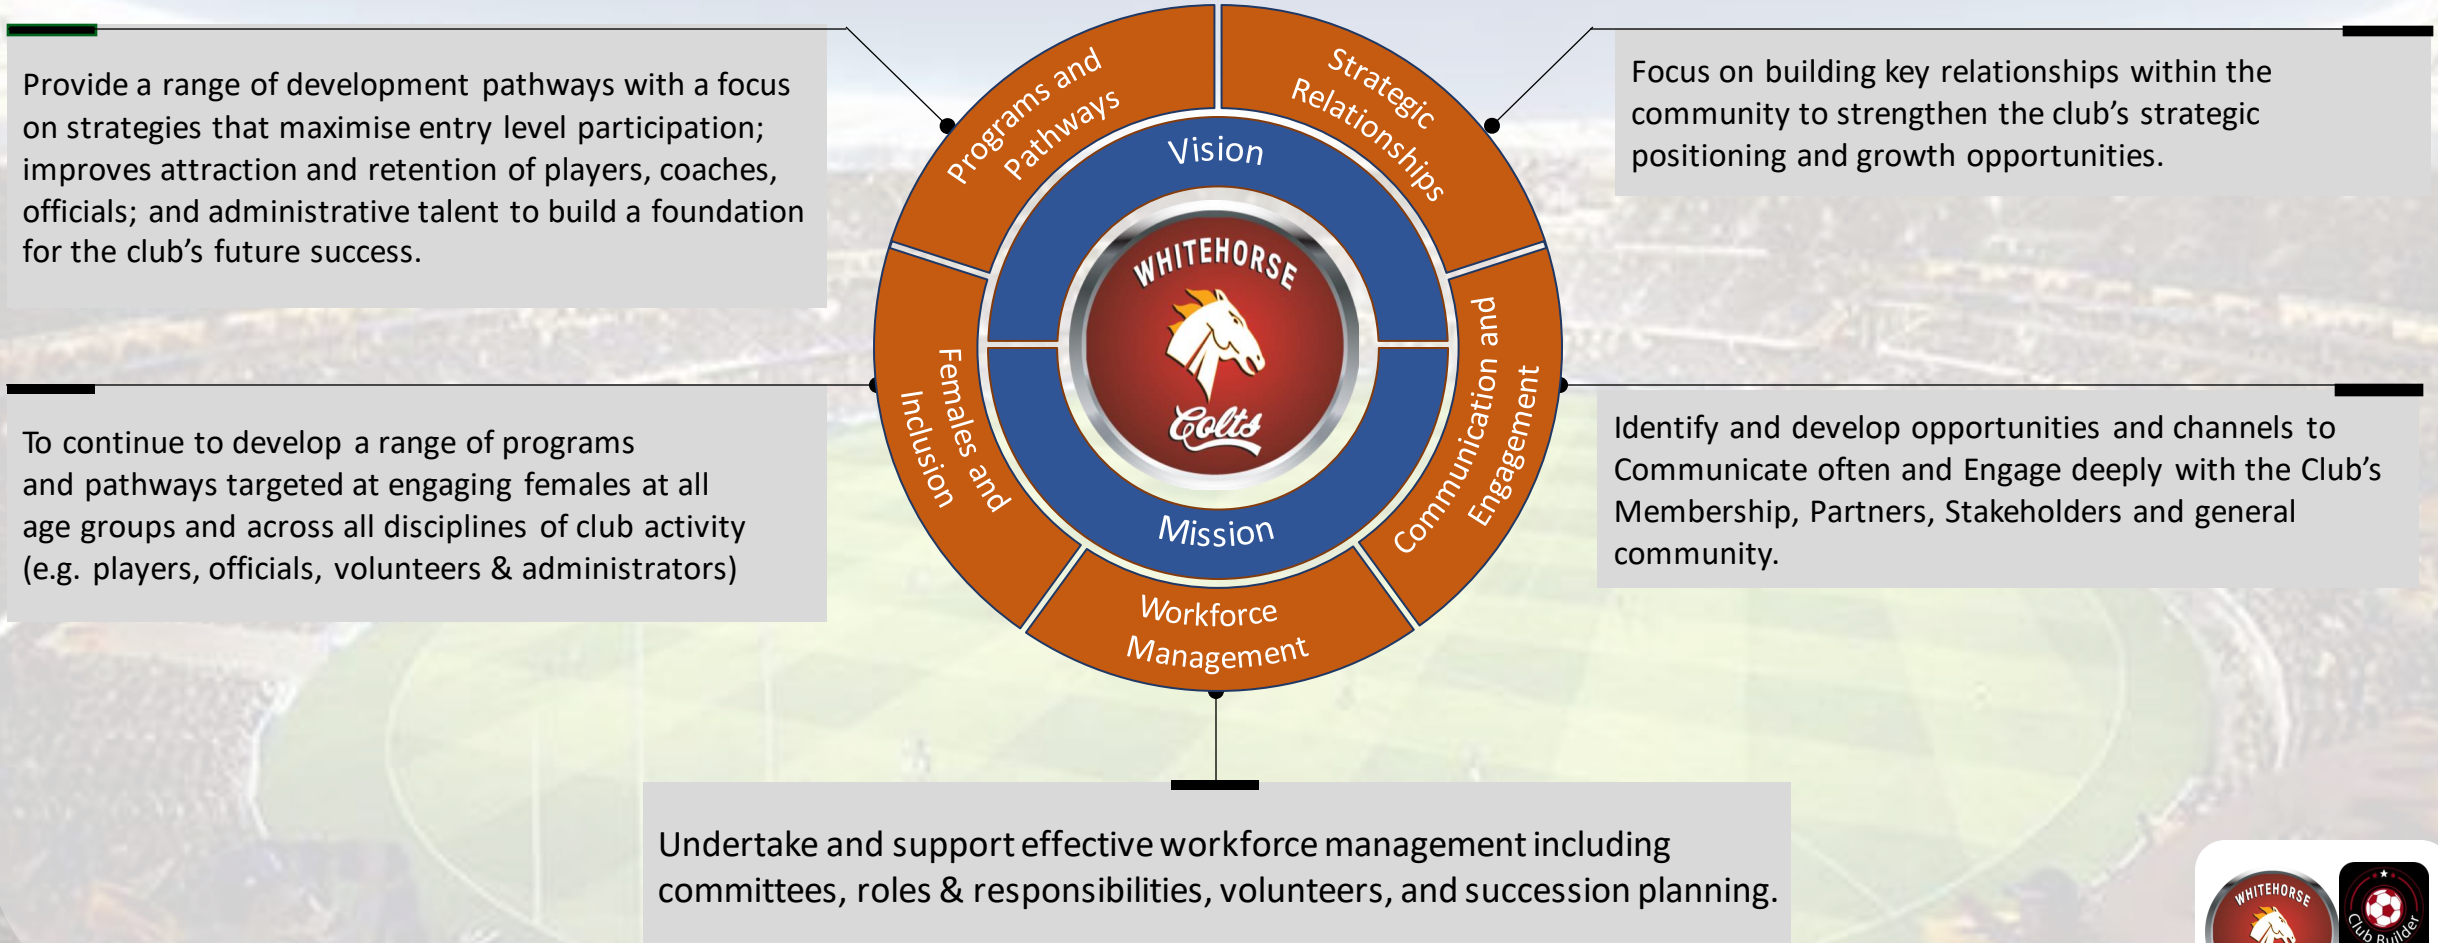 Provide a range of development pathways with a focus
on strategies that maximise entry level participation;
improves attraction and retention of players, coaches,
officials; and administrative talent to build a foundation
for the club’s future success.
Programs and
Pathways
Strategic
Relationships
Focus on building key relationships within the
community to strengthen the club’s strategic
positioning and growth opportunities.
Vision
WHITEHORSE
Colts
Mission
To continue to develop a range of programs
and pathways targeted at engaging females at all
age groups and across all disciplines of club activity
(e.g. players, officials, volunteers & administrators)
Females and
Inclusion
Communication and
Engagement
Identify and develop opportunities and channels to
Communicate often and Engage deeply with the Club’s
Membership, Partners, Stakeholders and general
community.
Workforce
Management
Undertake and support effective workforce management including
committees, roles & responsibilities, volunteers, and succession planning.
WHITEHORSE
Club Builder